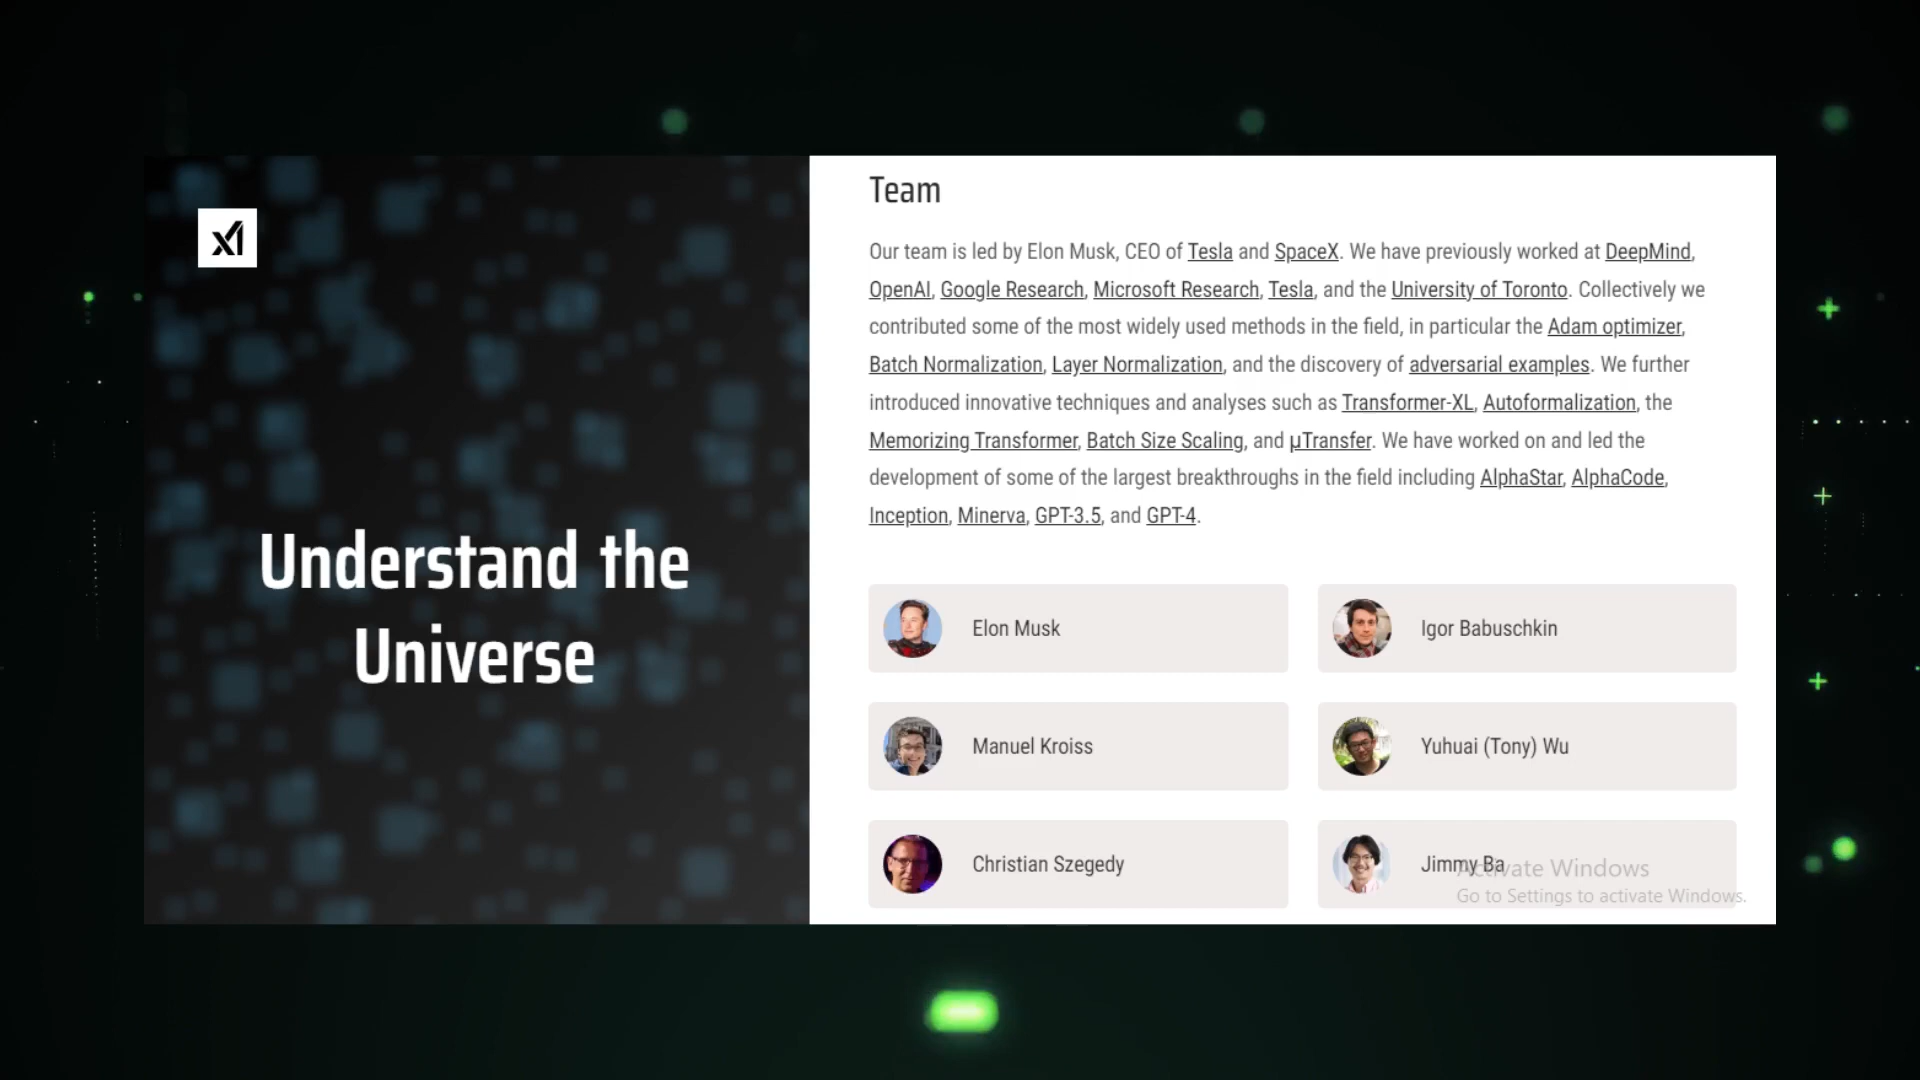 xI
Understand the
Universe
Team
Our team is led by Elon Musk, CEO of Tesla and SpaceX. We have previously worked at DeepMind,
OpenAI, Google Research, Microsoft Research, Tesla, and the University of Toronto. Collectively we
contributed some of the most widely used methods in the field, in particular the Adam optimizer,
Batch Normalization, Layer Normalization, and the discovery of adversarial examples. We further
introduced innovative techniques and analyses such as Transformer-XL, Autoformalization, the
Memorizing Transformer, Batch Size Scaling, and μTransfer. We have worked on and led the
development of some of the largest breakthroughs in the field including AlphaStar, AlphaCode,
Inception, Minerva, GPT-3.5, and GPT-4.
Elon Musk
Igor Babuschkin
Manuel Kroiss
Yuhuai (Tony) Wu
Christian Szegedy
Jimmy Ba
Activate Windows
Go to Settings to activate Windows.